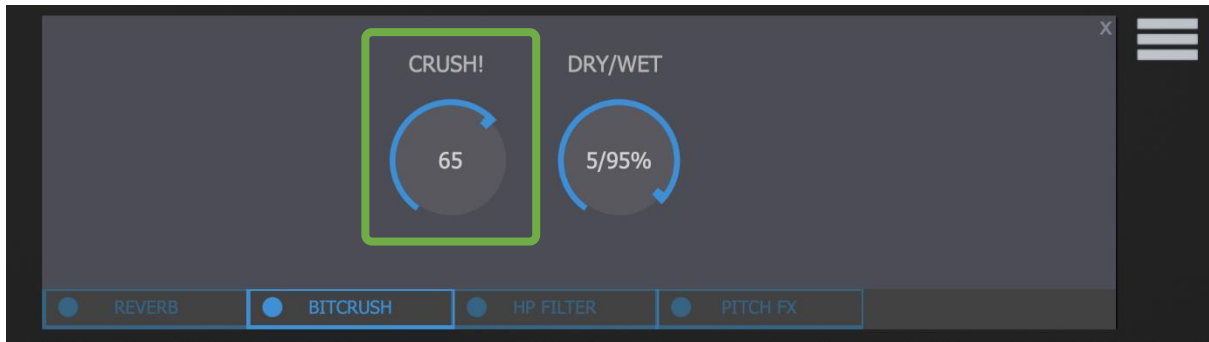 X
CRUSH! DRY/WET
65 5/95%
REVERB BITCRUSH HP FILTER PITCH FX